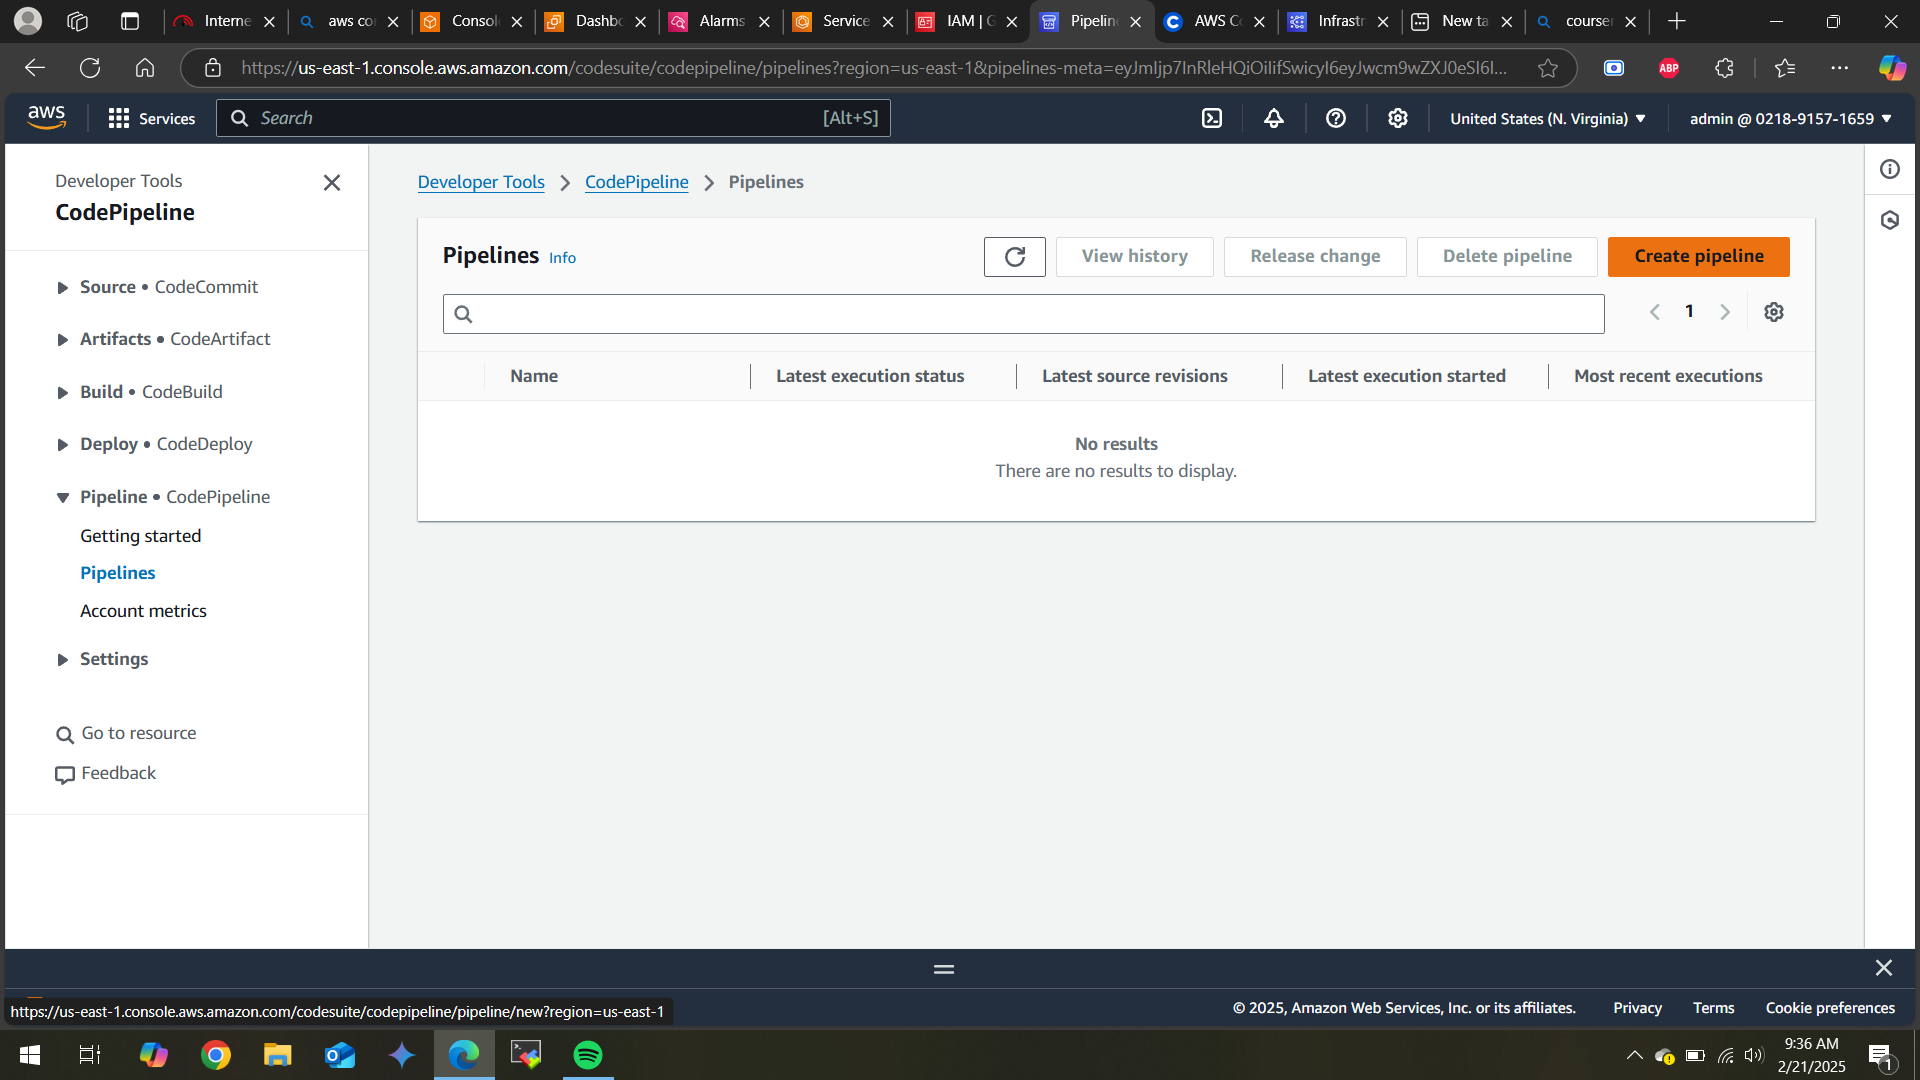 Interne
aws co
Consol
Dashbo
Alarms
Service
IAM | G
Pipelin
AWS Co
Infrastr
New ta
courser
https://us-east-1.console.aws.amazon.com/codesuite/codepipeline/pipelines?region=us-east-1&pipelines-meta=eyJmIjp7InRleHQiOiIifSwicyI6eyJwcm9wZXJ0eSI6I...
ABP
aws
Services
Search
[Alt+S]
United States (N. Virginia)
admin @ 0218-9157-1659
Developer Tools
CodePipeline
Source • CodeCommit
Artifacts • CodeArtifact
Build • CodeBuild
Deploy • CodeDeploy
Pipeline • CodePipeline
Getting started
Pipelines
Account metrics
Settings
Go to resource
Feedback
Developer Tools > CodePipeline > Pipelines
Pipelines Info
View history
Release change
Delete pipeline
Create pipeline
1
Name
Latest execution status
Latest source revisions
Latest execution started
Most recent executions
No results
There are no results to display.
https://us-east-1.console.aws.amazon.com/codesuite/codepipeline/pipeline/new?region=us-east-1
© 2025, Amazon Web Services, Inc. or its affiliates.
Privacy
Terms
Cookie preferences
9:36 AM
2/21/2025
1